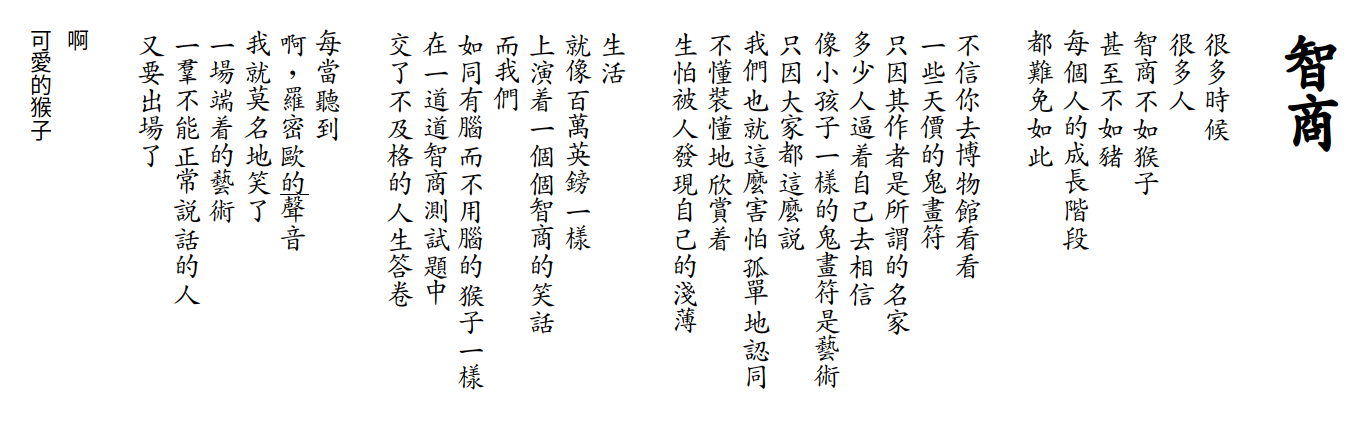 智商
很多時候
很多人
智商不如猴子
甚至不如豬
每個人的成長階段
都難免如此
不信你去博物館看看
一些天價的鬼畫符
只因其作者是所謂的名家
多少人逼着自己去相信
像小孩子一樣的鬼畫符是藝術
只因大家都這麼說
我們也就這麼害怕孤單地認同
不懂裝懂地欣賞着
生怕被人發現自己的淺薄
生活
就像百萬英鎊一樣
上演着一個個智商的笑話
而我們
如同有腦而不用腦的猴子一樣
在一道道智商測試題中
交了不及格的人生答卷
每當聽到
啊，羅密歐的聲音
我就莫名地笑了
一場端着的藝術
一羣不能正常説話的人
又要出場了
啊
可愛的猴子